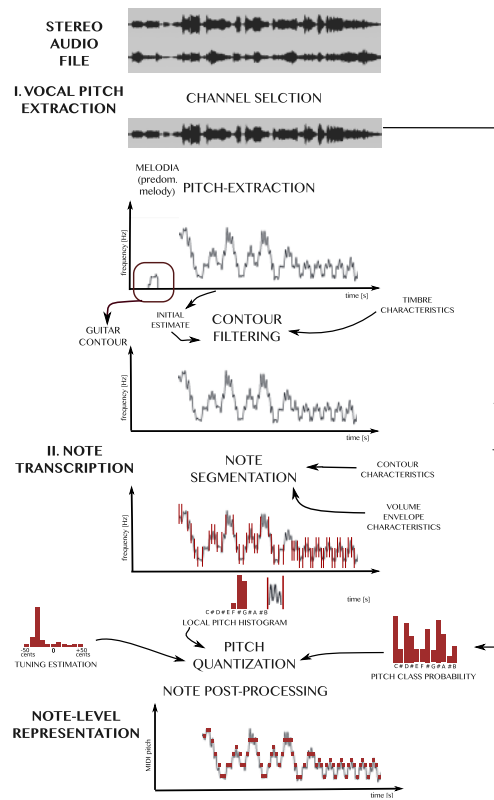 STEREO
AUDIO
FILE
I. VOCAL PITCH
EXTRACTION
CHANNEL SELCTION
MELODIA
(predom.
melody)
PITCH-EXTRACTION
frequency [Hz]
time [s]
GUITAR
CONTOUR
INITIAL
ESTIMATE
CONTOUR
FILTERING
TIMBRE
CHARACTERISTICS
frequency [Hz]
time [s]
II. NOTE
TRANSCRIPTION
NOTE
SEGMENTATION
CONTOUR
CHARACTERISTICS
VOLUME
ENVELOPE
CHARACTERISTICS
frequency [Hz]
time [s]
C#D#EF#G#A#B
LOCAL PITCH HISTOGRAM
-50 0 +50
cents cents
TUNING ESTIMATION
PITCH
QUANTIZATION
C#D#EF#G#A#B
PITCH CLASS PROBABILITY
NOTE POST-PROCESSING
NOTE-LEVEL
REPRESENTATION
MIDI pitch
time [s]